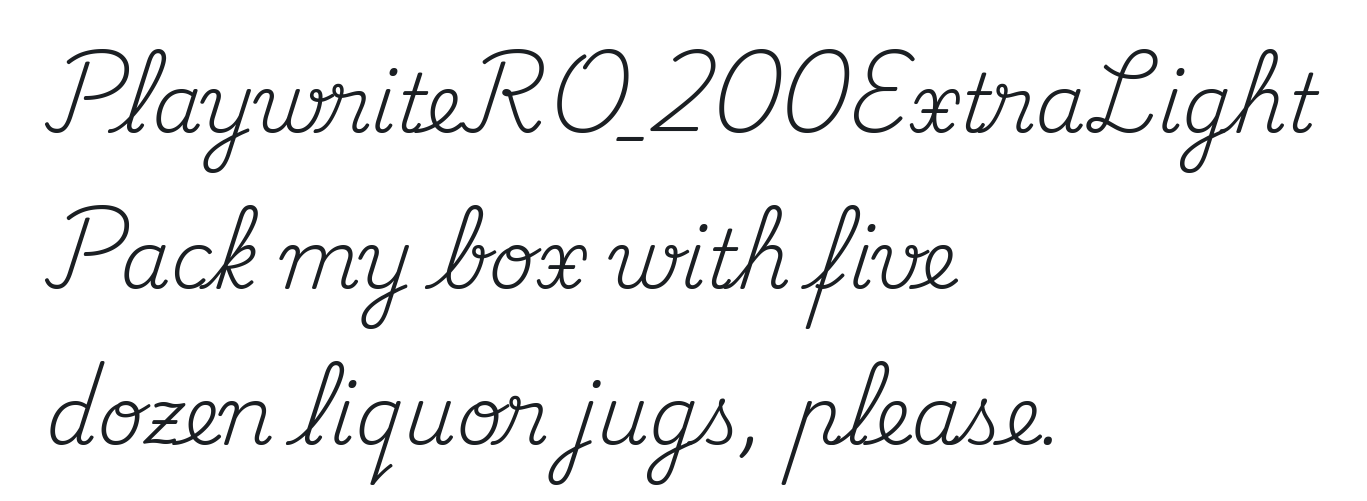 PlaywriteRO_200ExtraLight
Pack my box with five
dozen liquor jugs, please.